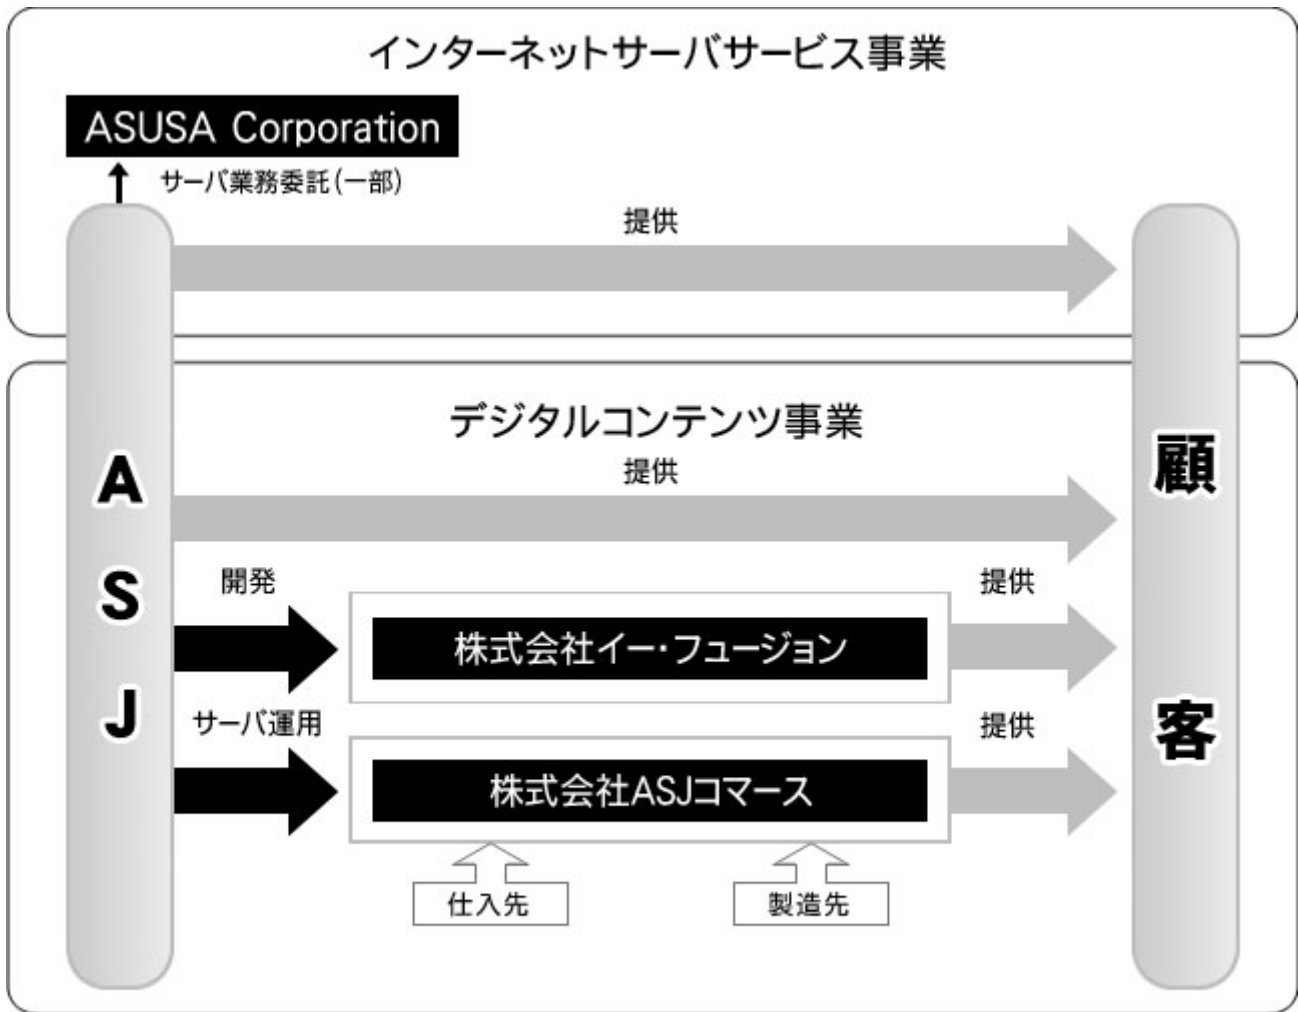 インターネットサーバサービス事業
ASUSA Corporation
サーバ業務委託(一部)
提供
デジタルコンテンツ事業
提供
A
S
J
顧
客
開発
提供
株式会社イー・フュージョン
サーバ運用
提供
株式会社ASJコマース
仕入先
製造先